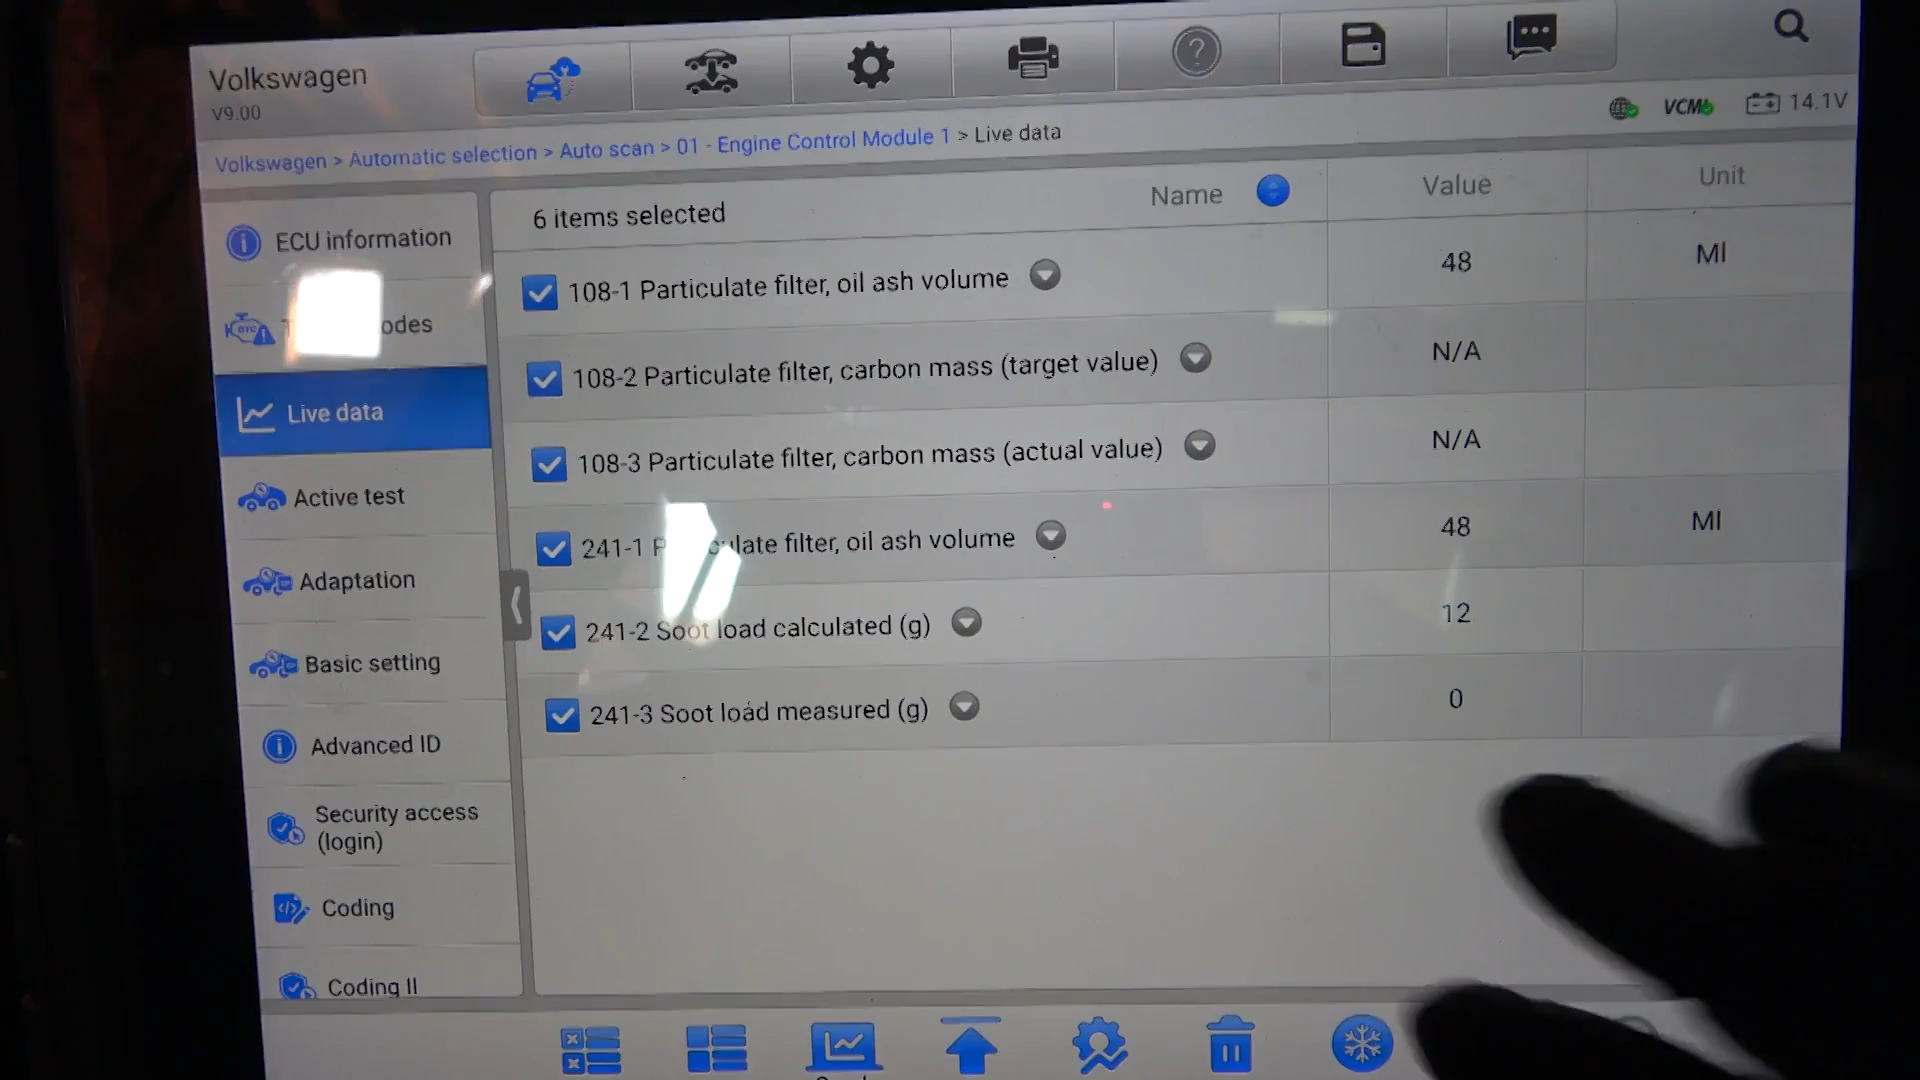 Volkswagen
V9.00
VCM
14.1V
Volkswagen > Automatic selection > Auto scan > 01 - Engine Control Module 1 > Live data
ECU information
odes
Live data
Active test
Adaptation
Basic setting
Advanced ID
Security access
(login)
Coding
Coding II
6 items selected Name Value Unit
108-1 Particulate filter, oil ash volume 48 Ml
108-2 Particulate filter, carbon mass (target value) N/A
108-3 Particulate filter, carbon mass (actual value) N/A
241-1 P culate filter, oil ash volume 48 Ml
241-2 Soot load calculated (g) 12
241-3 Soot load measured (g) 0